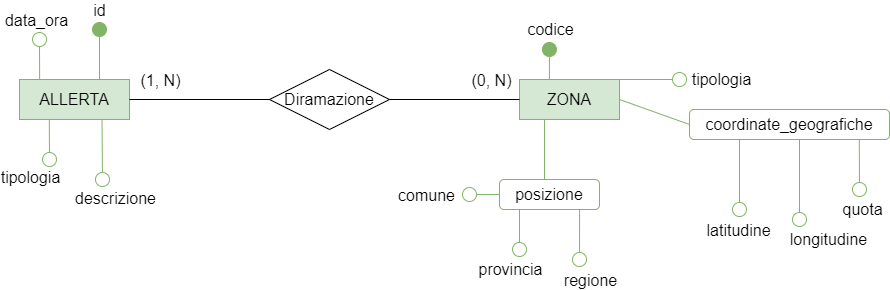 data_ora
id
codice
(1, N)
(0, N)
tipologia
ALLERTA
Diramazione
ZONA
coordinate_geografiche
tipologia
descrizione
comune
posizione
quota
latitudine
longitudine
provincia
regione